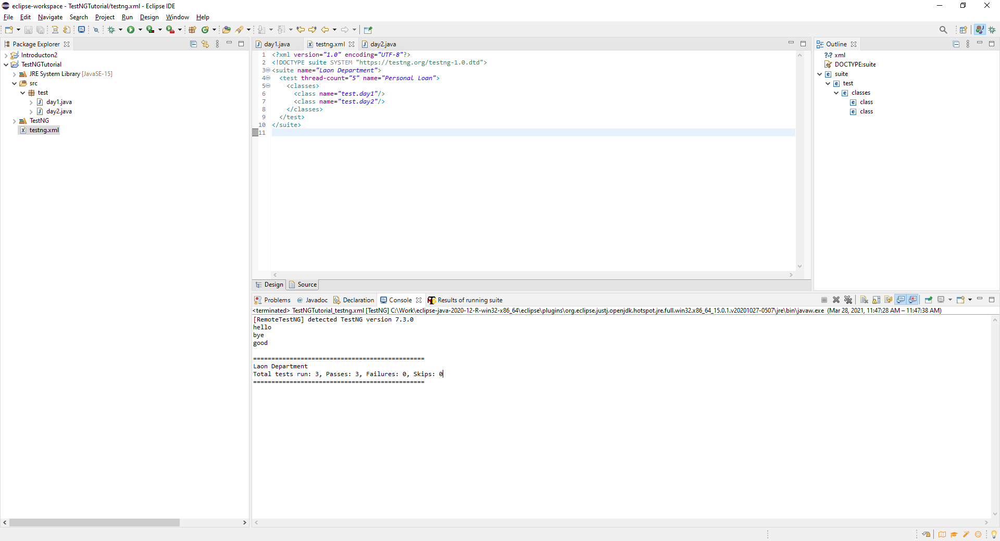 eclipse-workspace - TestNGTutorial/testng.xml - Eclipse IDE
File Edit Navigate Search Project Run Design Window Help
Package Explorer
Introducton2
TestNGTutorial
JRE System Library [JavaSE-15]
src
test
day1.java
day2.java
TestNG
testng.xml
day1.java testng.xml day2.java
1 <?xml version="1.0" encoding="UTF-8"?>
2 <!DOCTYPE suite SYSTEM "https://testng.org/testng-1.0.dtd">
3 <suite name="Laon Department">
4 <test thread-count="5" name="Personal Loan">
5 <classes>
6 <class name="test.day1"/>
7 <class name="test.day2"/>
8 </classes>
9 </test>
10 </suite>
11
Design Source
Outline
xml
DOCTYPE:suite
suite
test
classes
class
class
Problems Javadoc Declaration Console Results of running suite
<terminated> TestNGTutorial_testng.xml [TestNG] C:\Work\eclipse-java-2020-12-R-win32-x86_64\eclipse\plugins\org.eclipse.justj.openjdk.hotspot.jre.full.win32.x86_64_15.0.1.v20201027-0507\jre\bin\javaw.exe (Mar 28, 2021, 11:47:28 AM – 11:47:38 AM)
[RemoteTestNG] detected TestNG version 7.3.0
hello
bye
good
===============================================
Laon Department
Total tests run: 3, Passes: 3, Failures: 0, Skips: 0
===============================================